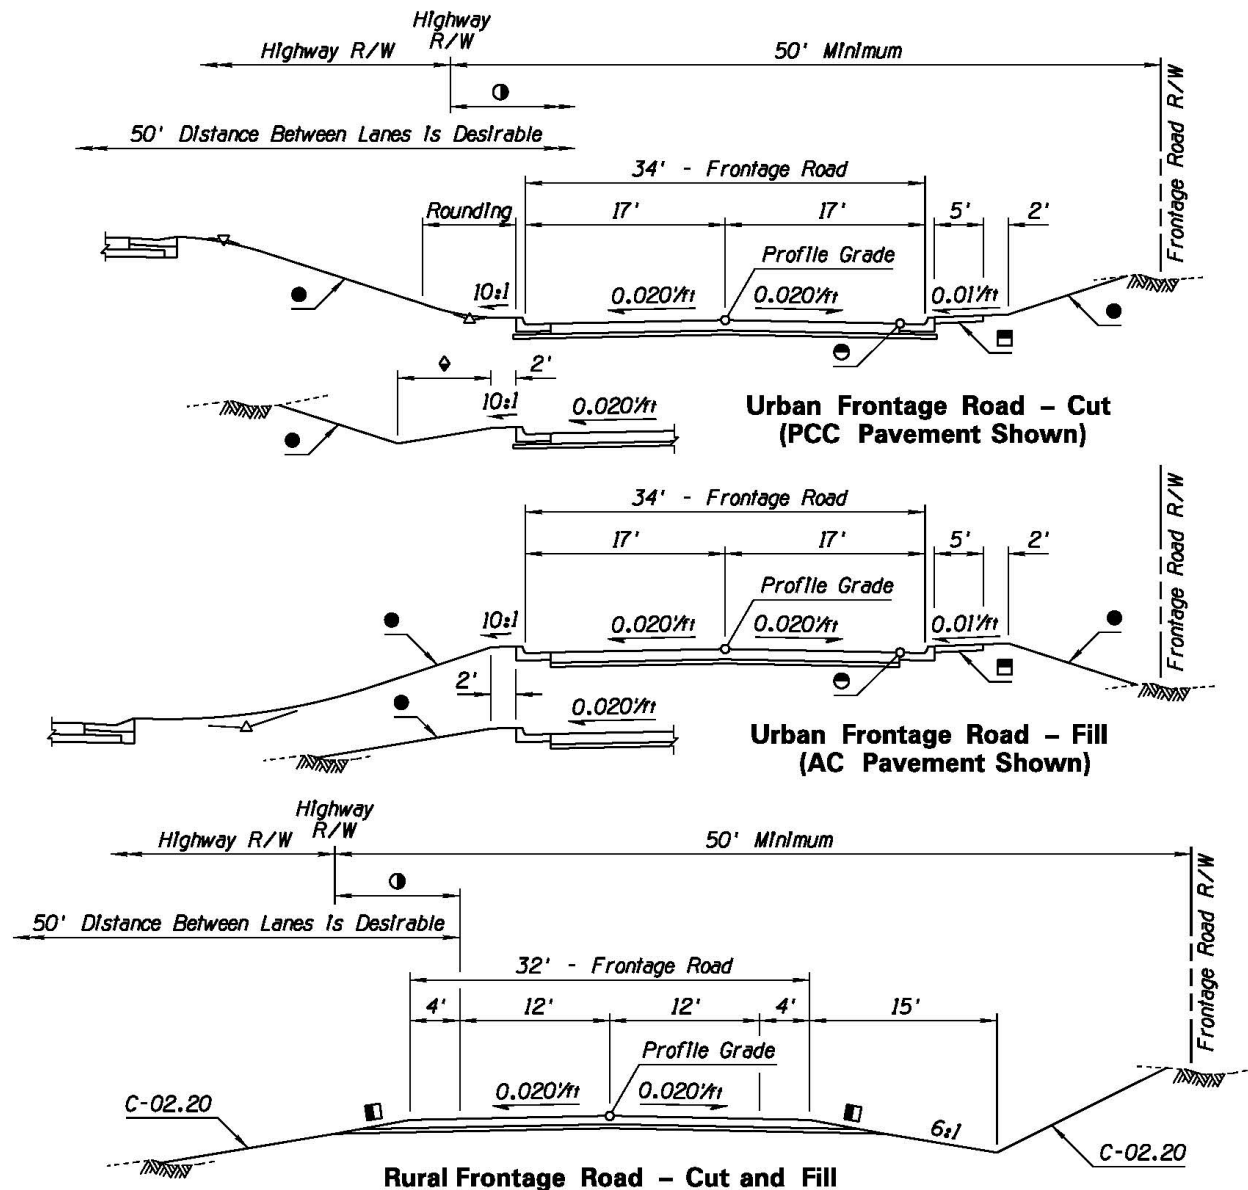 Highway
R/W
Highway R/W
50' Minimum
50' Distance Between Lanes is Desirable
Frontage Road R/W
34' - Frontage Road
Rounding
17'
17'
5'
2'
Profile Grade
10:1
0.020'/ft
0.020'/ft
0.01'/ft
2'
10:1
0.020'/ft
Urban Frontage Road – Cut
(PCC Pavement Shown)
34' - Frontage Road
17'
17'
5'
2'
Frontage Road R/W
Profile Grade
10:1
0.020'/ft
0.020'/ft
0.01'/ft
2'
0.020'/ft
Urban Frontage Road – Fill
(AC Pavement Shown)
Highway
R/W
Highway R/W
50' Minimum
50' Distance Between Lanes is Desirable
Frontage Road R/W
32' - Frontage Road
4'
12'
12'
4'
15'
Profile Grade
C-02.20
0.020'/ft
0.020'/ft
6:1
C-02.20
Rural Frontage Road – Cut and Fill